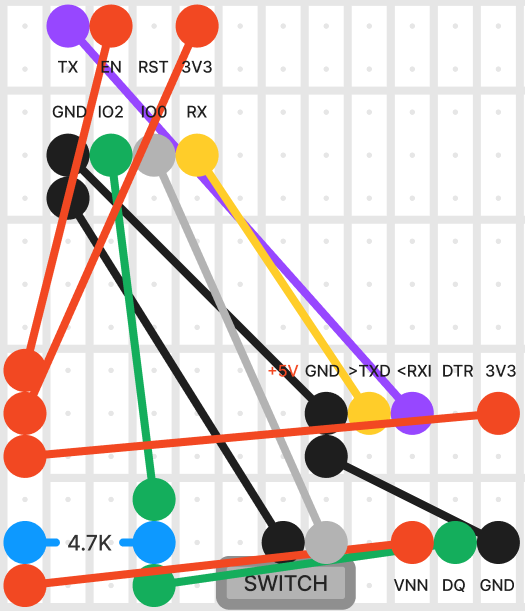 TX EN RST 3V3
GND IO2 IO0 RX
+5V GND >TXD <RXI DTR 3V3
4.7K
SWITCH VNN DQ GND